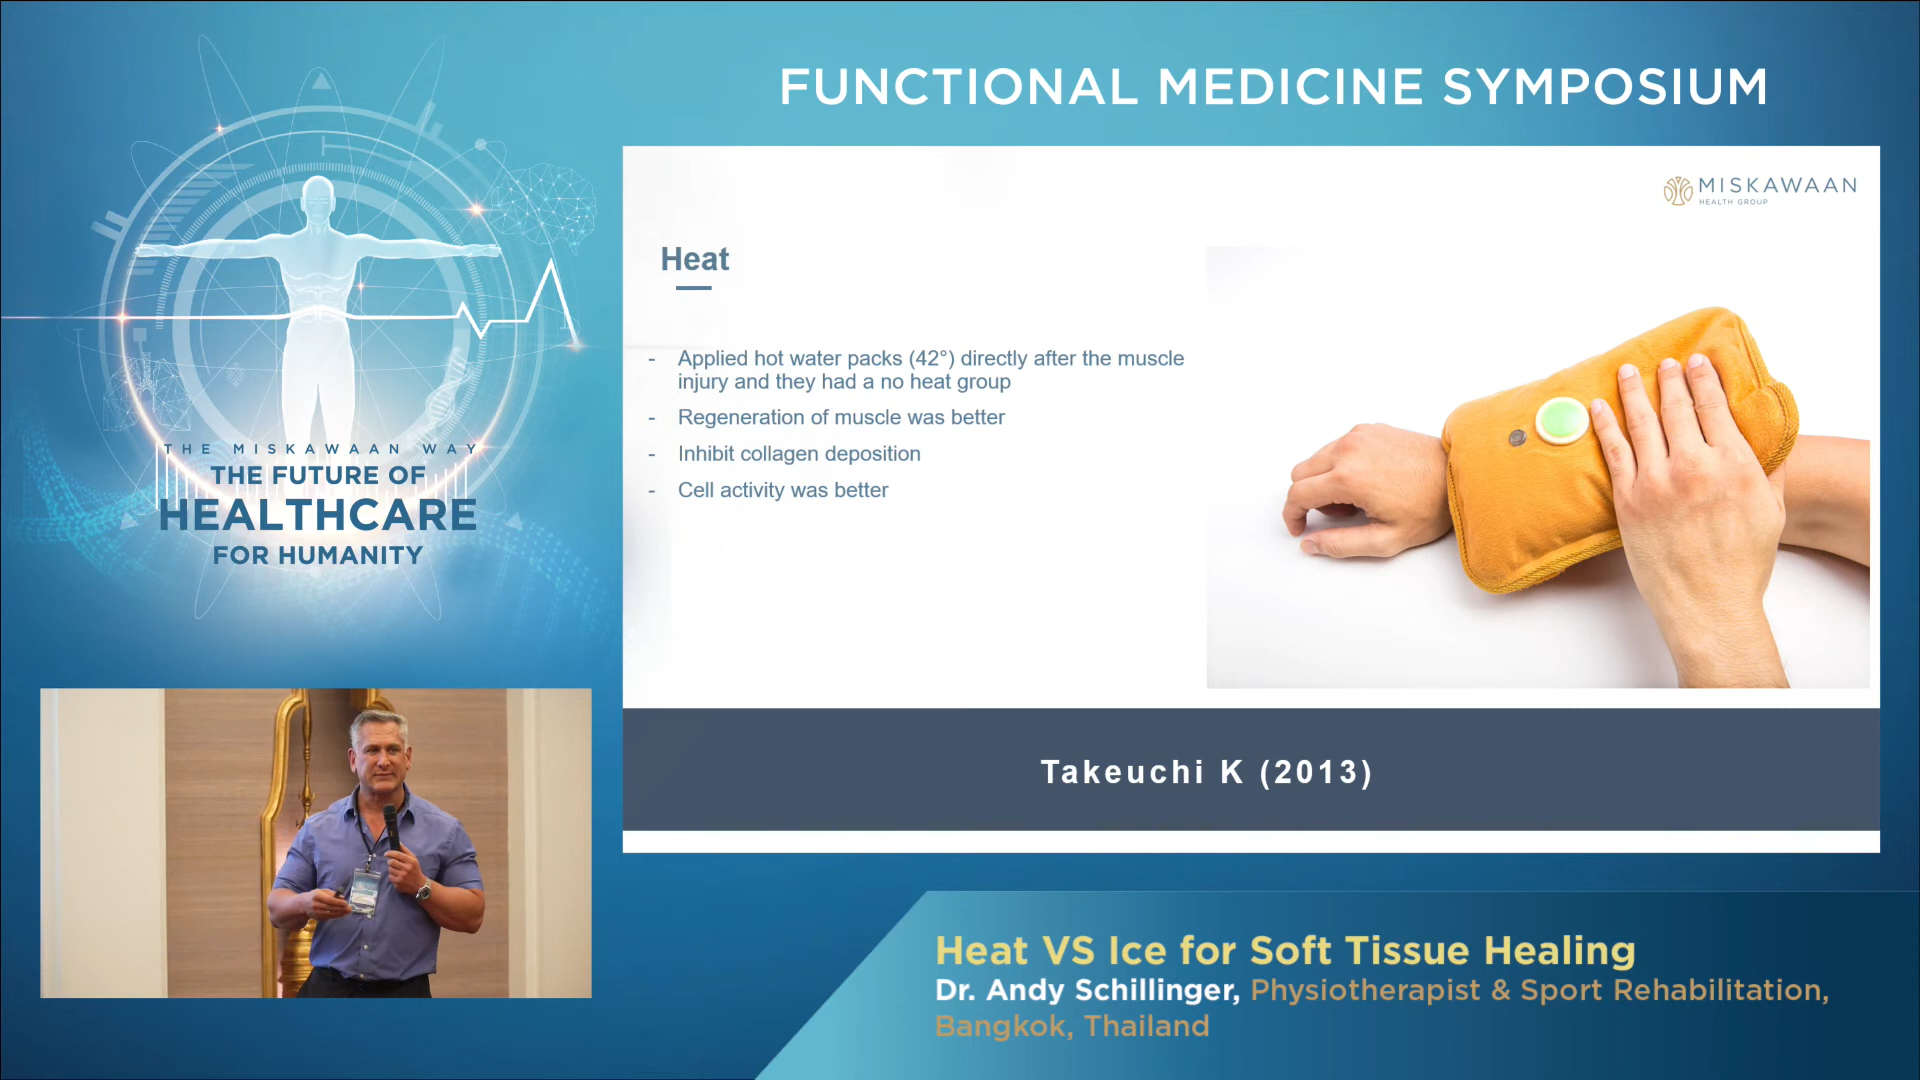 FUNCTIONAL MEDICINE SYMPOSIUM
MISKAWAAN
HEALTH GROUP
Heat
- Applied hot water packs (42°) directly after the muscle
injury and they had a no heat group
- Regeneration of muscle was better
- Inhibit collagen deposition
- Cell activity was better
Takeuchi K (2013)
THE MISKAWAAN WAY
THE FUTURE OF
HEALTHCARE
FOR HUMANITY
Heat VS Ice for Soft Tissue Healing
Dr. Andy Schillinger, Physiotherapist & Sport Rehabilitation,
Bangkok, Thailand